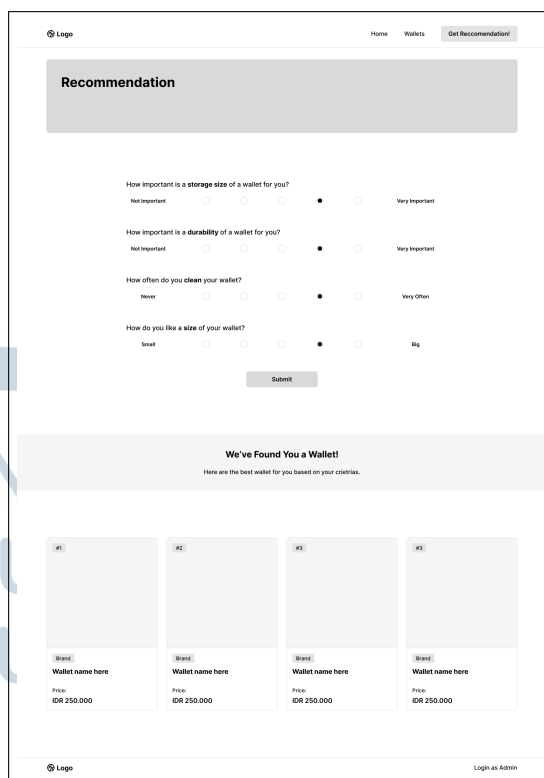 Logo Home Wallets Get Reccomendation!
Recommendation
How important is a storage size of a wallet for you?
Not Important Very Important
How important is a durability of a wallet for you?
Not Important Very Important
How often do you clean your wallet?
Never Very Often
How do you like a size of your wallet?
Small Big
Submit
We've Found You a Wallet!
Here are the best wallet for you based on your crietrias.
#1 #2 #3 #3
Brand Brand Brand Brand
Wallet name here Wallet name here Wallet name here Wallet name here
Price: Price: Price: Price:
IDR 250.000 IDR 250.000 IDR 250.000 IDR 250.000
Logo Login as Admin